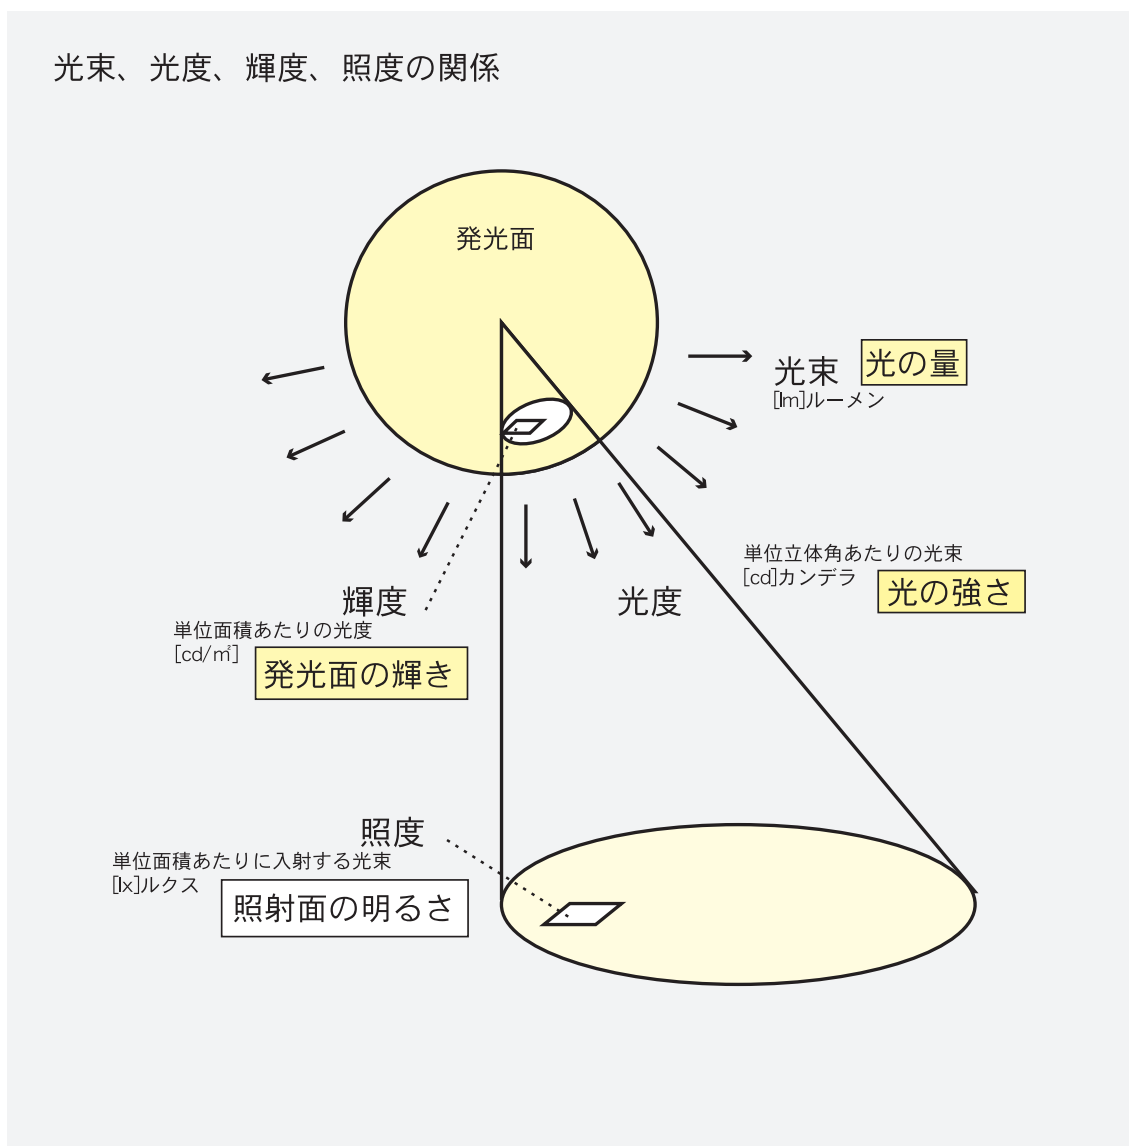 光束、光度、輝度、照度の関係
発光面
光束
光の量
[lm]ルーメン
単位立体角あたりの光束
[cd]カンデラ
光の強さ
輝度
光度
単位面積あたりの光度
[cd/㎡]
発光面の輝き
照度
単位面積あたりに入射する光束
[lx]ルクス
照射面の明るさ